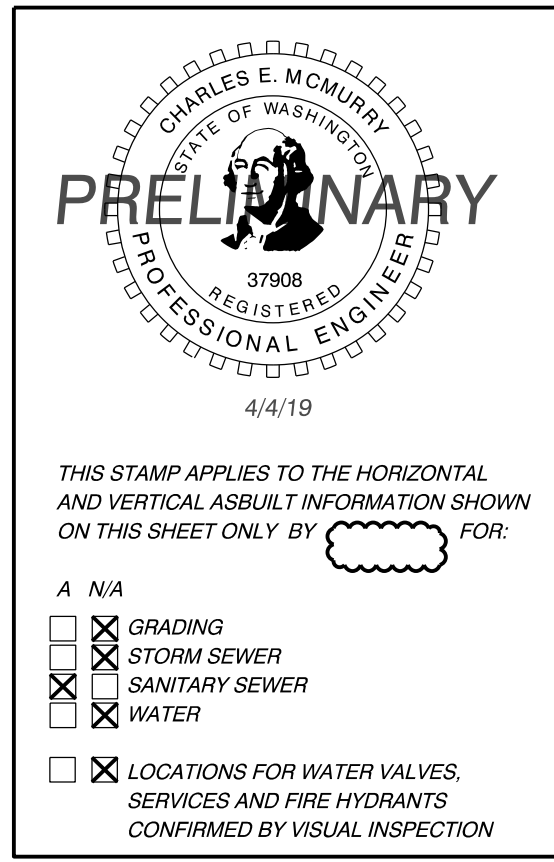 CHARLES E. MCMURRY
STATE OF WASHINGTON
PRELIMINARY
37908
REGISTERED
PROFESSIONAL ENGINEER
4/4/19
THIS STAMP APPLIES TO THE HORIZONTAL
AND VERTICAL ASBUILT INFORMATION SHOWN
ON THIS SHEET ONLY BY FOR:
A N/A
GRADING
STORM SEWER
SANITARY SEWER
WATER
LOCATIONS FOR WATER VALVES,
SERVICES AND FIRE HYDRANTS
CONFIRMED BY VISUAL INSPECTION